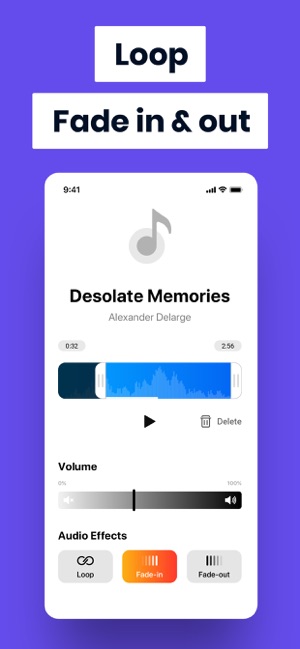 Loop
Fade in & out
9:41
Desolate Memories
Alexander Delarge
0:32 2:56
Delete
Volume
0% 100%
Audio Effects
Loop Fade-in Fade-out